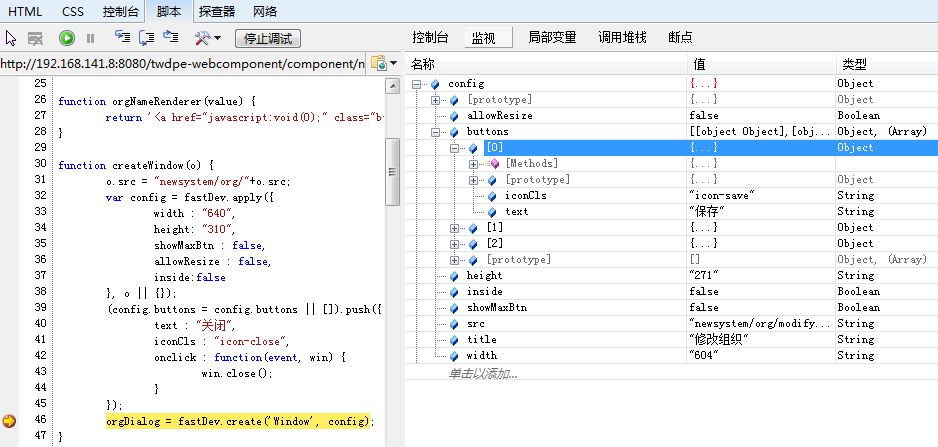 HTML CSS 控制台 脚本 探查器 网络
停止调试
控制台 监视 局部变量 调用堆栈 断点
http://192.168.141.8:8080/twdpe-webcomponent/component/n
名称 值 类型
25
26 function orgNameRenderer(value) {
27 return '<a href="javascript:void(0);" class="b
28 }
29
30 function createWindow(o) {
31 o.src = "newsystem/org/"+o.src;
32 var config = fastDev.apply({
33 width : "640",
34 height: "310",
35 showMaxBtn : false,
36 allowResize : false,
37 inside:false
38 }, o || {});
39 (config.buttons = config.buttons || []).push({
40 text : "关闭",
41 iconCls : "icon-close",
42 onclick : function(event, win) {
43 win.close();
44 }
45 });
46 orgDialog = fastDev.create('Window', config);
47 }
config {...} Object
[prototype] {...} Object
allowResize false Boolean
buttons [[object Object],[obj... Object, (Array)
[0] {...} Object
[Methods] {...}
[prototype] {...} Object
iconCls "icon-save" String
text "保存" String
[1] {...} Object
[2] {...} Object
[prototype] [] Object, (Array)
height "271" String
inside false Boolean
showMaxBtn false Boolean
src "newsystem/org/modify... String
title "修改组织" String
width "604" String
单击以添加...